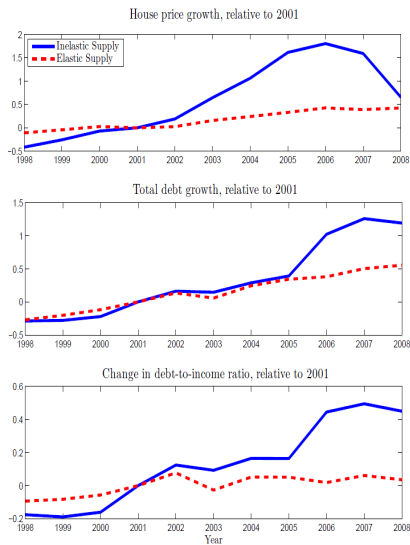 House price growth, relative to 2001
2
1.5
1
0.5
0
−0.5
Inelastic Supply
Elastic Supply
1998 1999 2000 2001 2002 2003 2004 2005 2006 2007 2008
Total debt growth, relative to 2001
1.5
1
0.5
0
−0.5
1998 1999 2000 2001 2002 2003 2004 2005 2006 2007 2008
Change in debt-to-income ratio, relative to 2001
0.6
0.4
0.2
0
−0.2
1998 1999 2000 2001 2002 2003 2004 2005 2006 2007 2008
Year